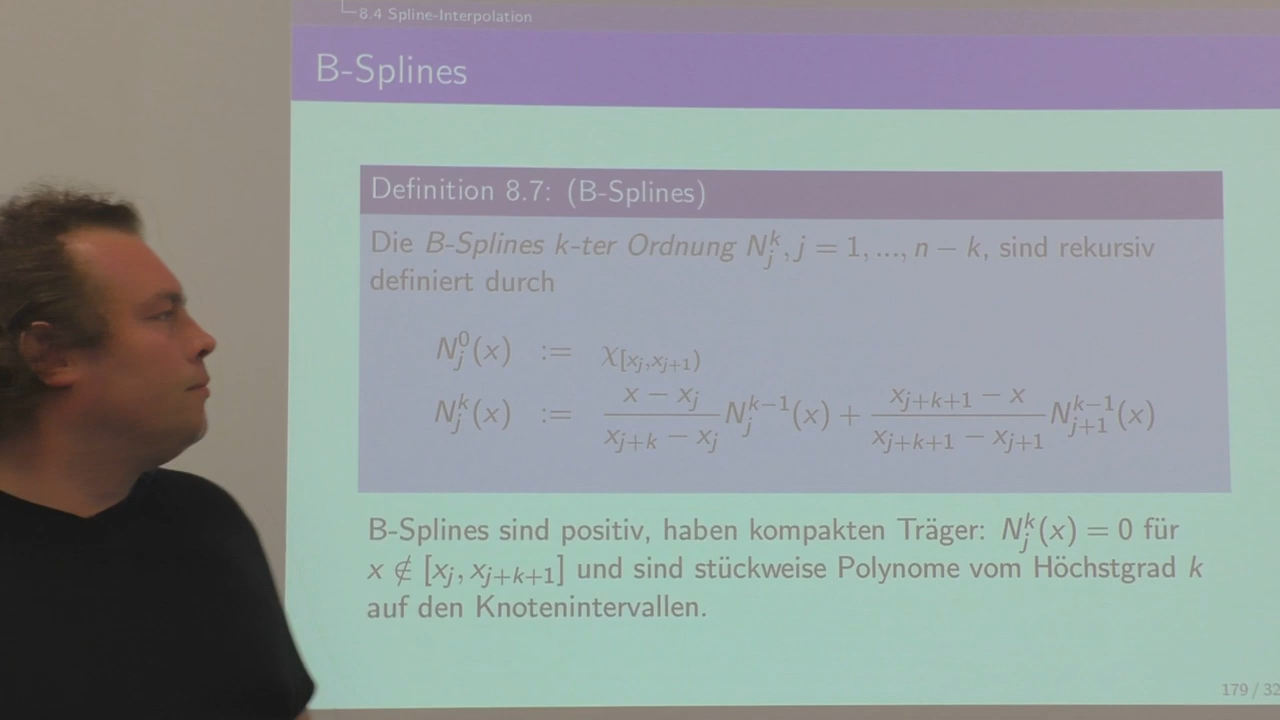 8.4 Spline-Interpolation
B-Splines
Definition 8.7: (B-Splines)
Die B-Splines k-ter Ordnung N_j^k, j = 1, ..., n − k, sind rekursiv
definiert durch
N_j^0(x) := χ_{[x_j, x_{j+1})}
N_j^k(x) := \frac{x − x_j}{x_{j+k} − x_j} N_j^{k−1}(x) + \frac{x_{j+k+1} − x}{x_{j+k+1} − x_{j+1}} N_{j+1}^{k−1}(x)
B-Splines sind positiv, haben kompakten Träger: N_j^k(x) = 0 für
x ∉ [x_j, x_{j+k+1}] und sind stückweise Polynome vom Höchstgrad k
auf den Knotenintervallen.
179 / 32